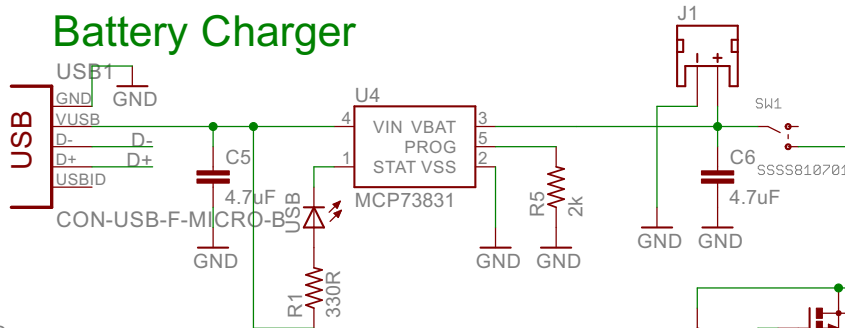 Battery Charger
J1
USB1
GND
GND
VUSB
D-
D-
D+
D+
USBID
USB
CON-USB-F-MICRO-B
C5
4.7uF
GND
U4
4
VIN VBAT
3
PROG
5
1
STAT VSS
2
MCP73831
USB
R1
330R
R5
2k
GND
GND
- +
SW1
SSSS810701
C6
4.7uF
GND
GND